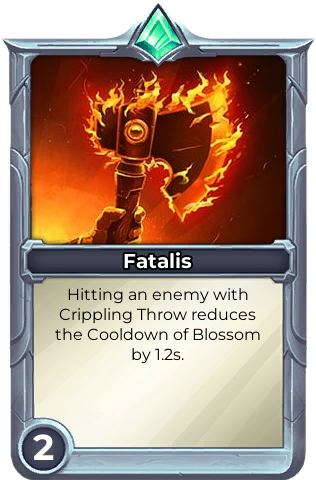 Fatalis
Hitting an enemy with
Crippling Throw reduces
the Cooldown of Blossom
by 1.2s.
2